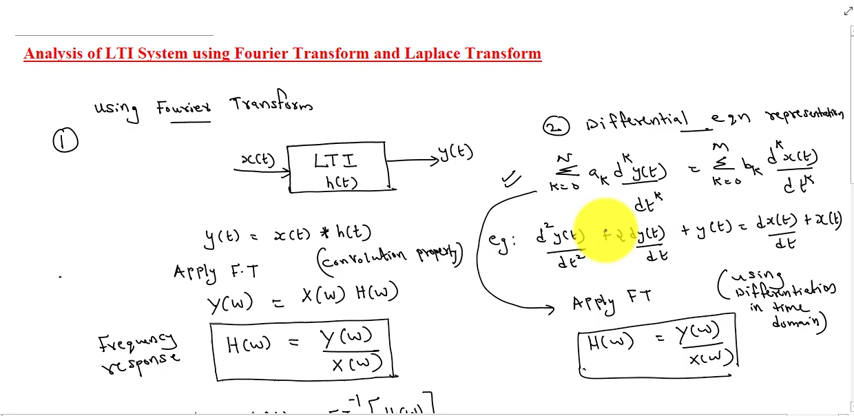 Analysis of LTI System using Fourier Transform and Laplace Transform
① Using Fourier Transform
x(t) LTI h(t) y(t)
y(t) = x(t) * h(t)
Apply F.T (convolution property)
Y(w) = X(w) H(w)
Frequency response H(w) = Y(w) / X(w)
② Differential eqn representation
N Σ k=0 a_k d^k y(t) / dt^k = M Σ k=0 b_k d^k x(t) / dt^k
eg: d²y(t)/dt² + 2dy(t)/dt + y(t) = dx(t)/dt + x(t)
Apply FT (using Differentiation in time domain)
H(w) = Y(w) / X(w)